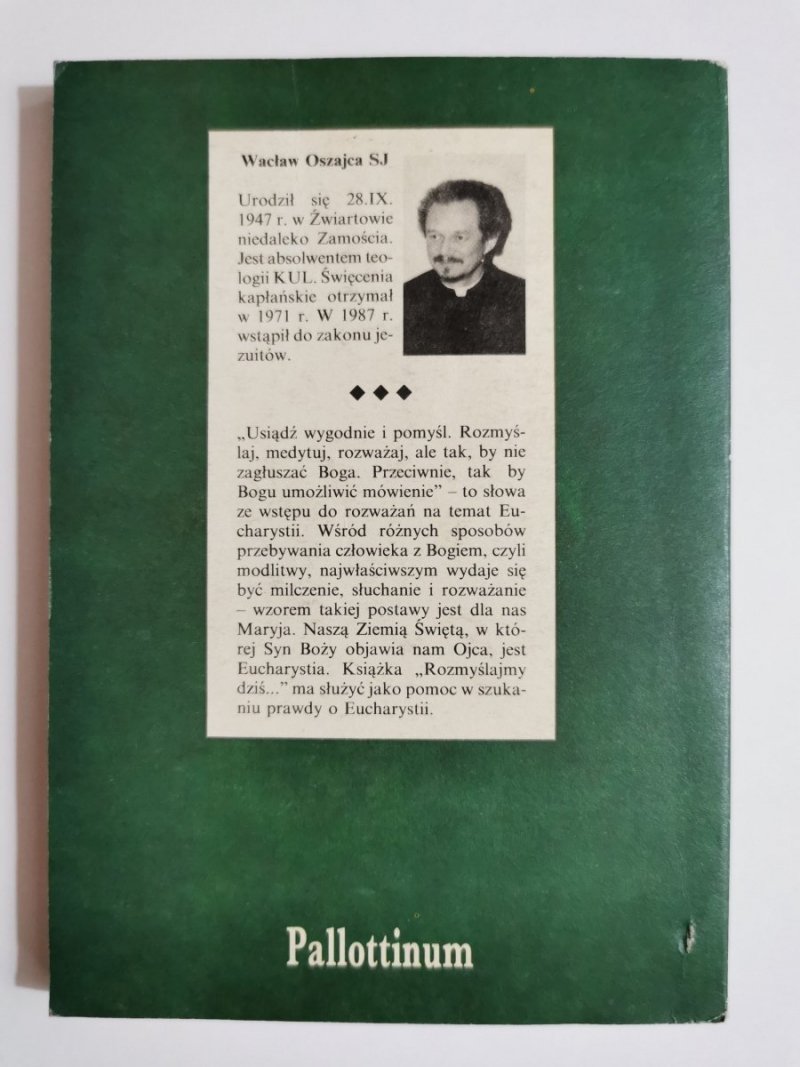 Wacław Oszajca SJ
Urodził się 28.IX.
1947 r. w Źwiartowie
niedaleko Zamościa.
Jest absolwentem teo-
logii KUL. Święcenia
kapłańskie otrzymał
w 1971 r. W 1987 r.
wstąpił do zakonu je-
zuitów.
◆ ◆ ◆
„Usiądź wygodnie i pomyśl. Rozmyś-
laj, medytuj, rozważaj, ale tak, by nie
zagłuszać Boga. Przeciwnie, tak by
Bogu umożliwić mówienie” – to słowa
ze wstępu do rozważań na temat Eu-
charystii. Wśród różnych sposobów
przebywania człowieka z Bogiem, czyli
modlitwy, najwłaściwszym wydaje się
być milczenie, słuchanie i rozważanie
– wzorem takiej postawy jest dla nas
Maryja. Naszą Ziemią Świętą, w któ-
rej Syn Boży objawia nam Ojca, jest
Eucharystia. Książka „Rozmyślajmy
dziś...” ma służyć jako pomoc w szuka-
niu prawdy o Eucharystii.
Pallottinum